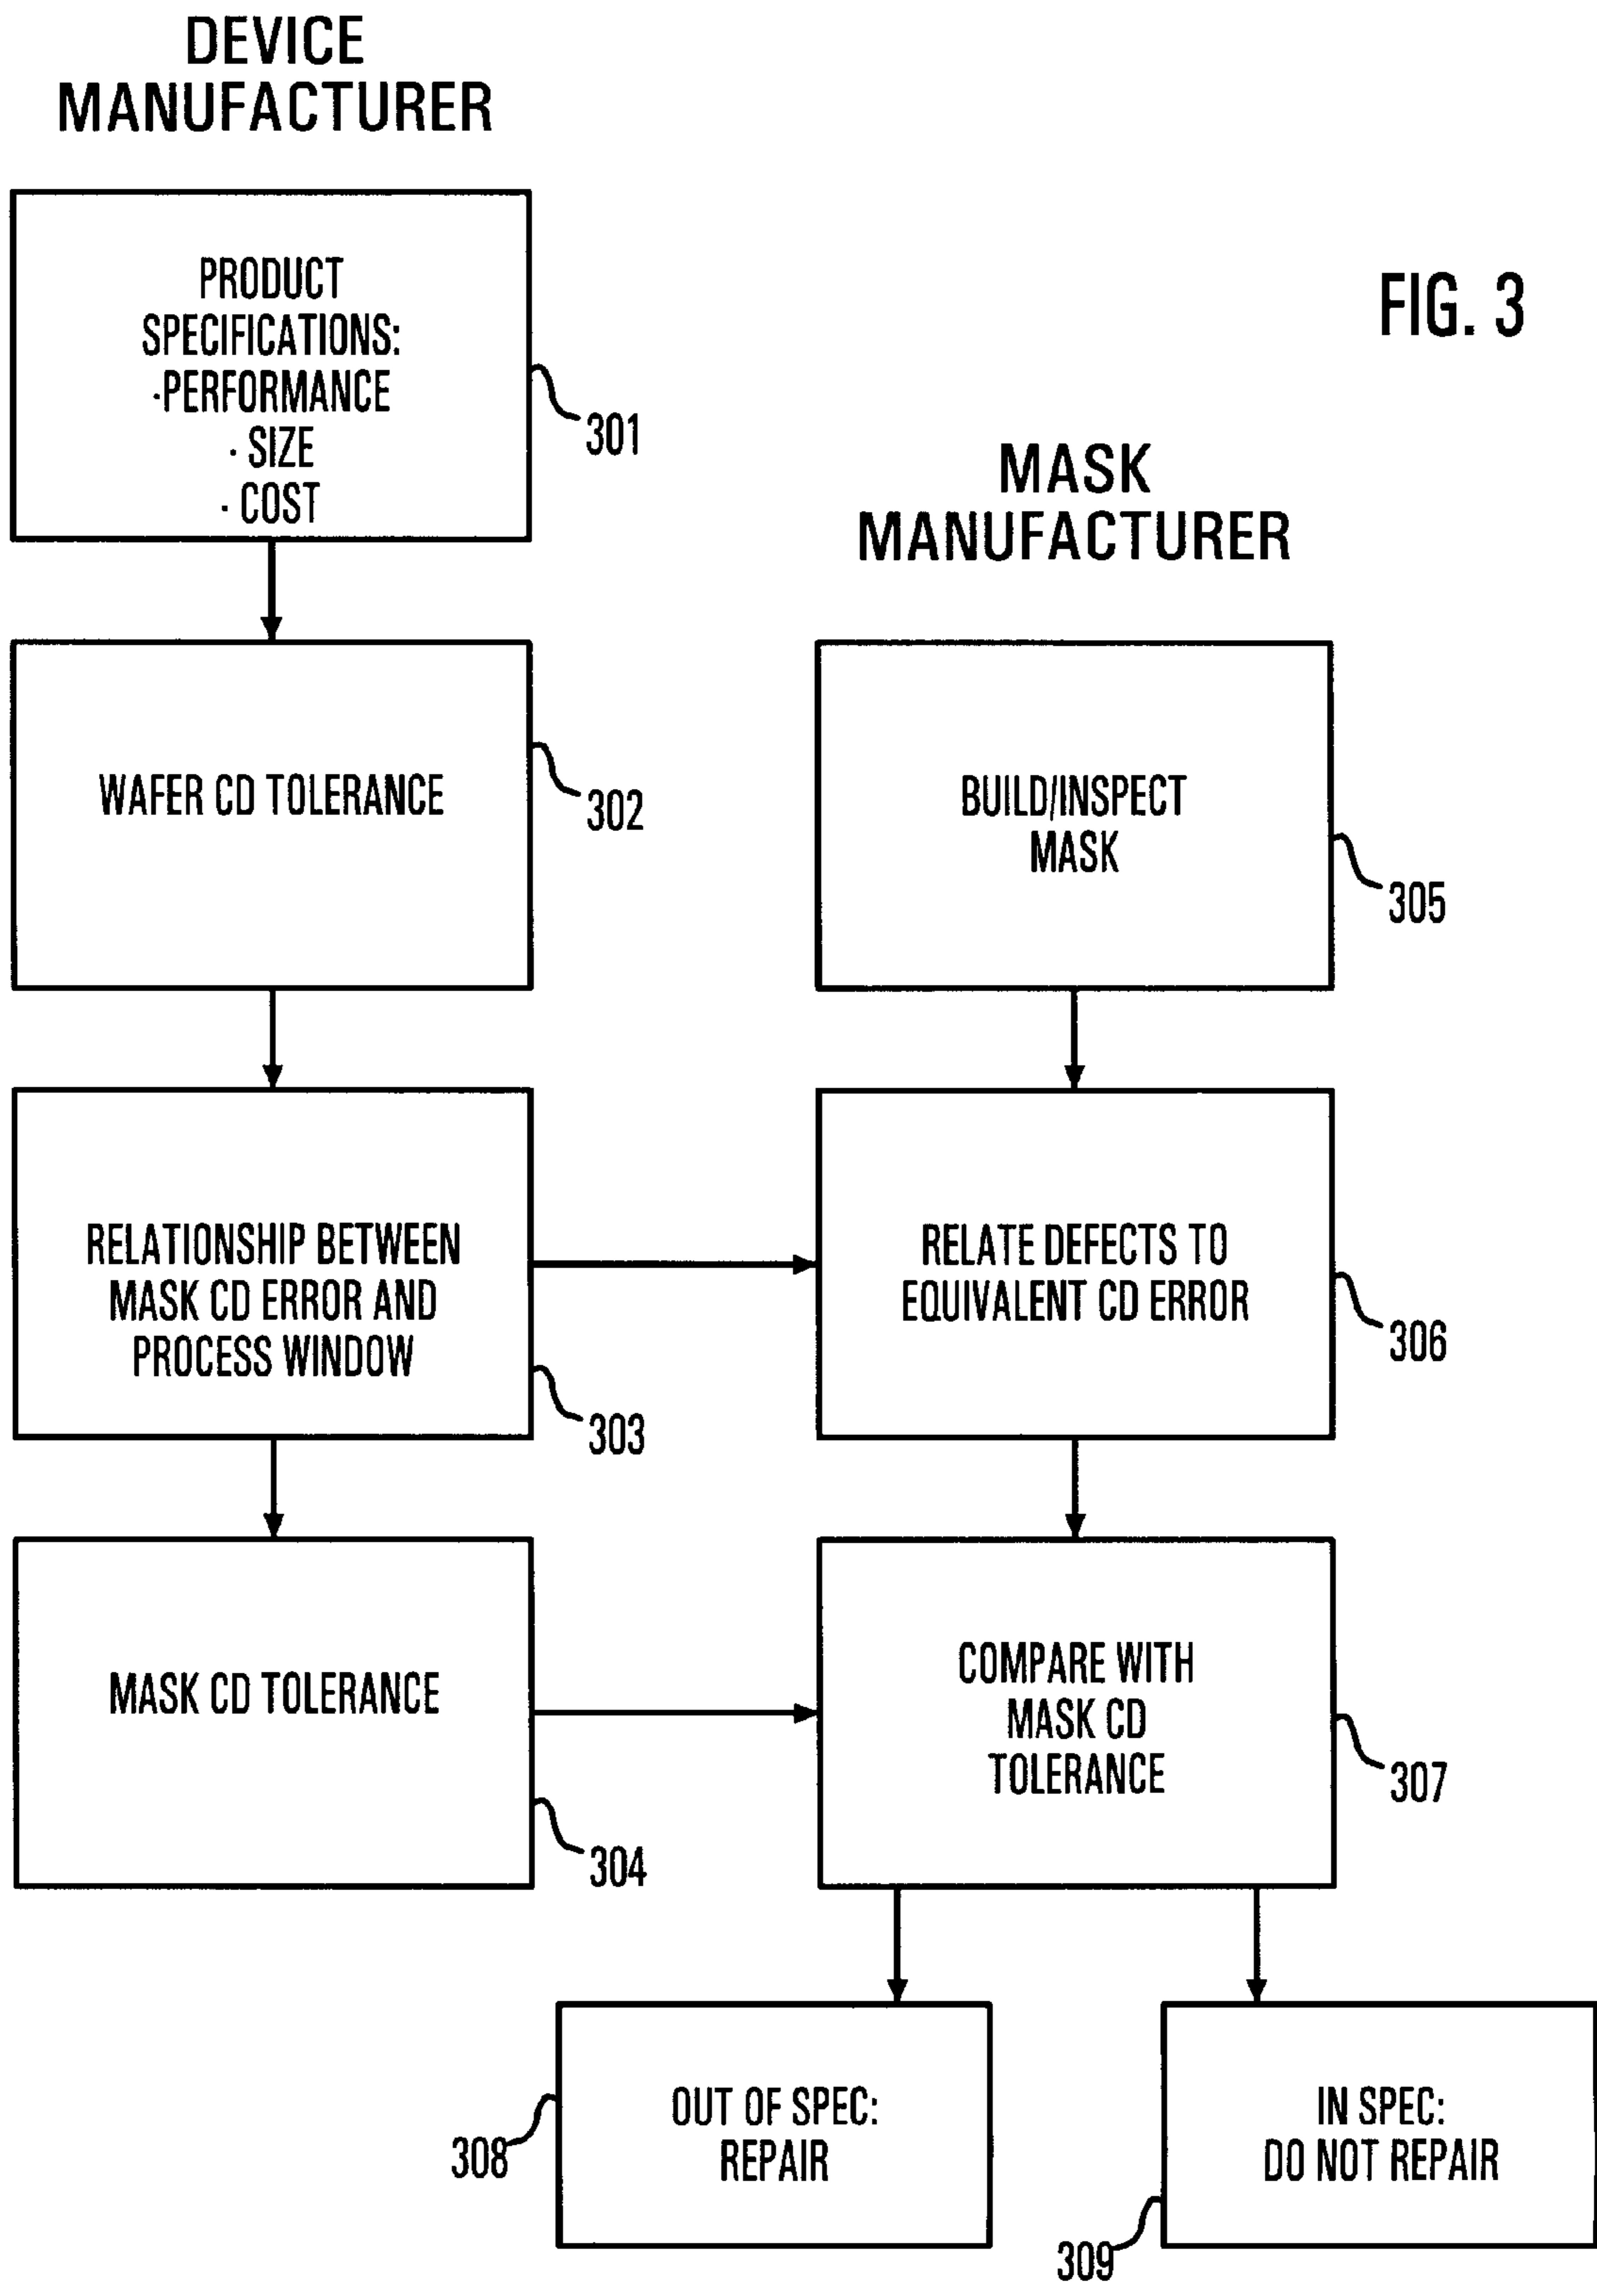 DEVICE
MANUFACTURER
PRODUCT
SPECIFICATIONS:
·PERFORMANCE
· SIZE
· COST
301
FIG. 3
WAFER CD TOLERANCE
302
RELATIONSHIP BETWEEN
MASK CD ERROR AND
PROCESS WINDOW
303
MASK CD TOLERANCE
304
MASK
MANUFACTURER
BUILD/INSPECT
MASK
305
RELATE DEFECTS TO
EQUIVALENT CD ERROR
306
COMPARE WITH
MASK CD
TOLERANCE
307
OUT OF SPEC:
REPAIR
308
IN SPEC:
DO NOT REPAIR
309